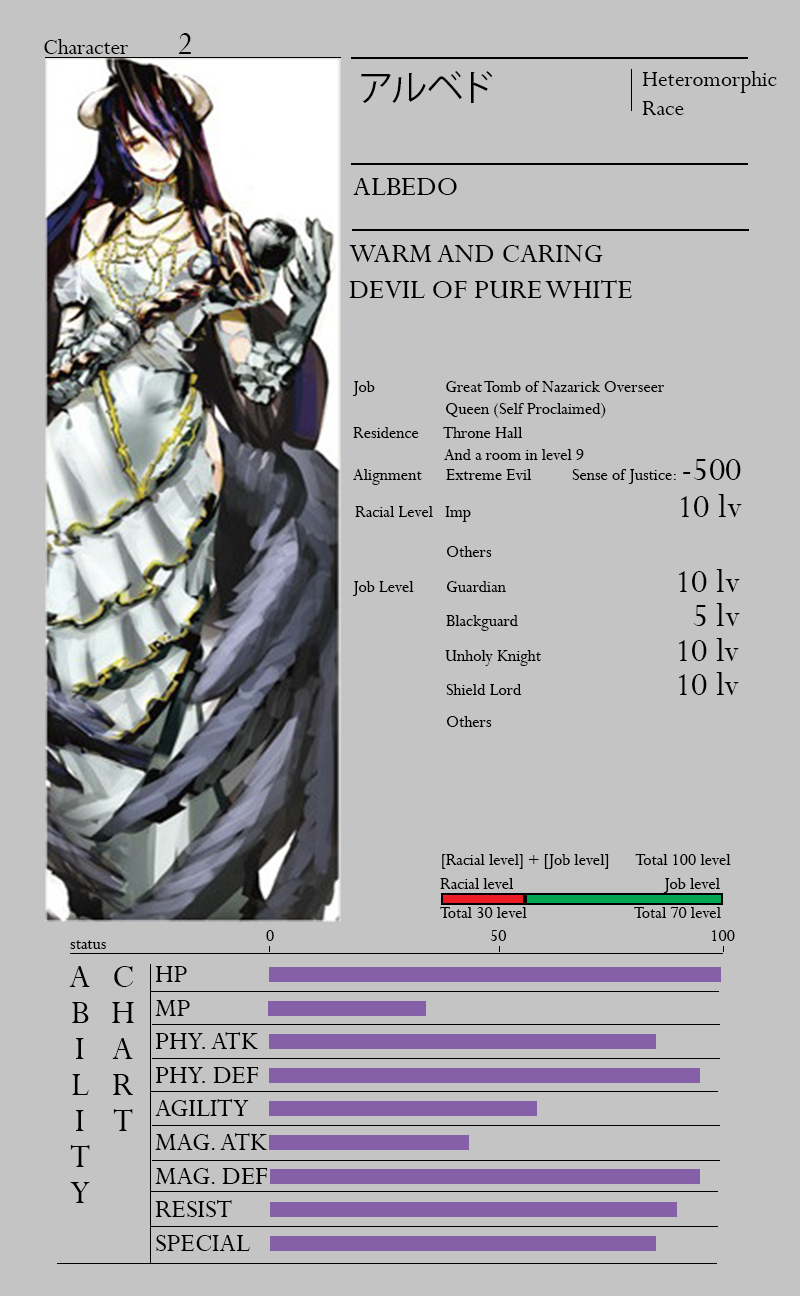 Character 2
アルベド
Heteromorphic
Race
ALBEDO
WARM AND CARING
DEVIL OF PURE WHITE
Job Great Tomb of Nazarick Overseer
Queen (Self Proclaimed)
Residence Throne Hall
And a room in level 9
Alignment Extreme Evil Sense of Justice: -500
Racial Level Imp 10 lv
Others
Job Level Guardian 10 lv
Blackguard 5 lv
Unholy Knight 10 lv
Shield Lord 10 lv
Others
[Racial level] + [Job level] Total 100 level
Racial level Job level
Total 30 level Total 70 level
status 0 50 100
ABILITY
CHART
HP
MP
PHY. ATK
PHY. DEF
AGILITY
MAG. ATK
MAG. DEF
RESIST
SPECIAL